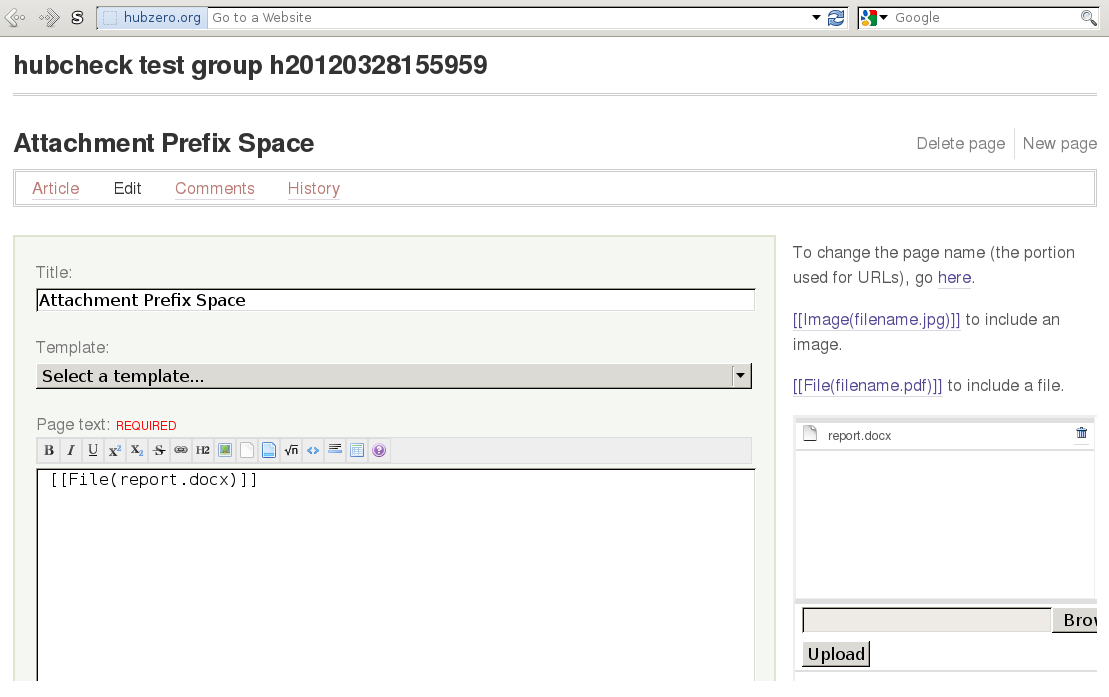 S hubzero.org Go to a Website Google
hubcheck test group h20120328155959
Attachment Prefix Space
Delete page New page
Article Edit Comments History
Title:
Attachment Prefix Space
Template:
Select a template...
Page text: REQUIRED
B I U x² X₂ S H2 √n <>  ?
[[File(report.docx)]]
To change the page name (the portion
used for URLs), go here.
[[Image(filename.jpg)]] to include an
image.
[[File(filename.pdf)]] to include a file.
report.docx
Brow
Upload